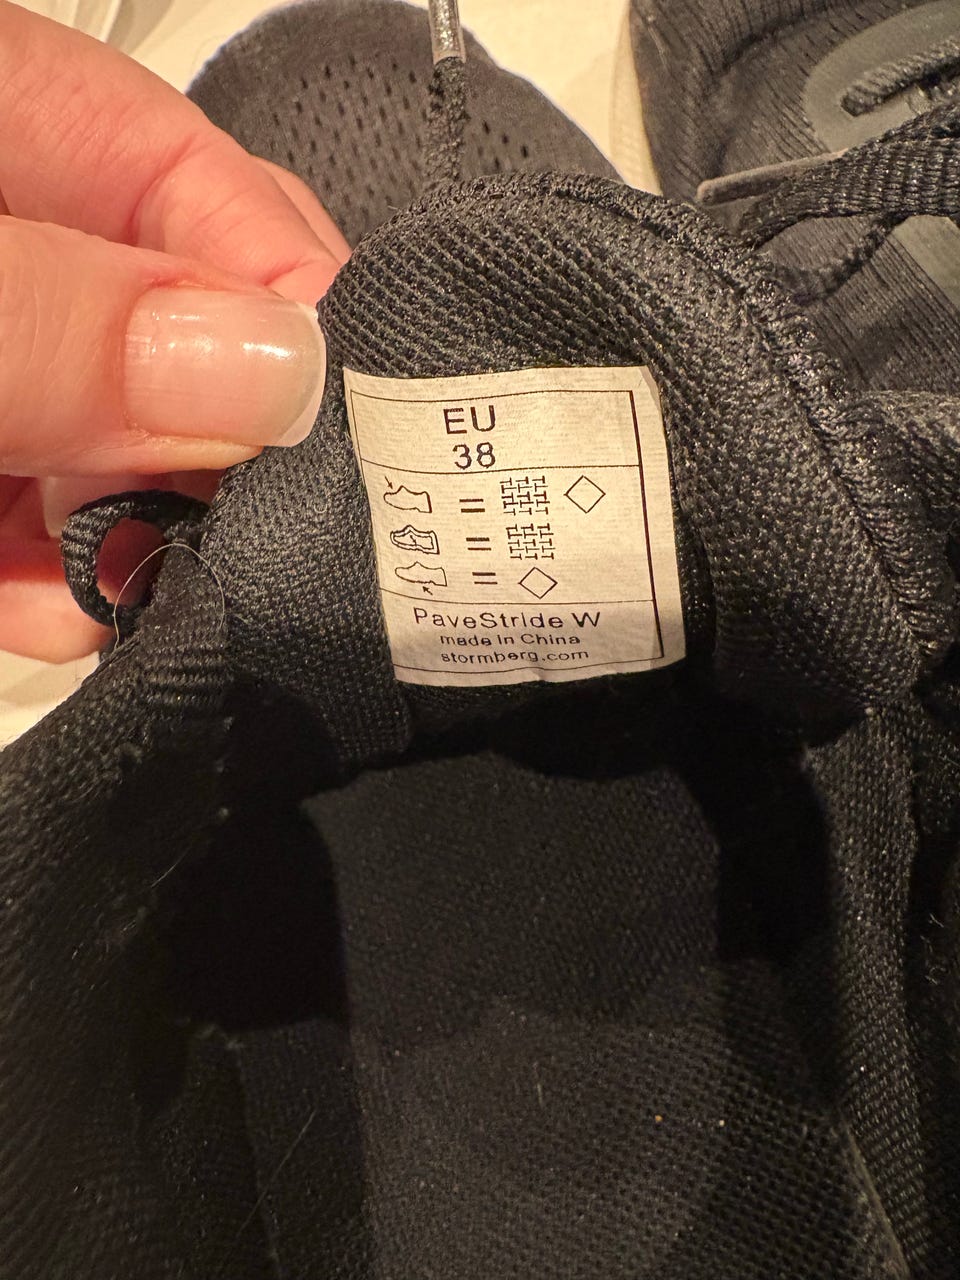 EU
38
=
=
=
PaveStride W
made in China
stormberg.com